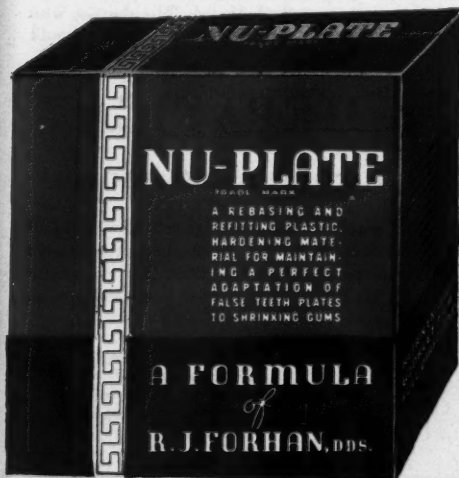 NU-PLATE
NU-PLATE
TRADE MARK
A REBASING AND
REFITTING PLASTIC,
HARDENING MATE-
RIAL FOR MAINTAIN-
ING A PERFECT
ADAPTATION OF
FALSE TEETH PLATES
TO SHRINKING GUMS
A FORMULA
of
R.J. FORHAN, DDS.